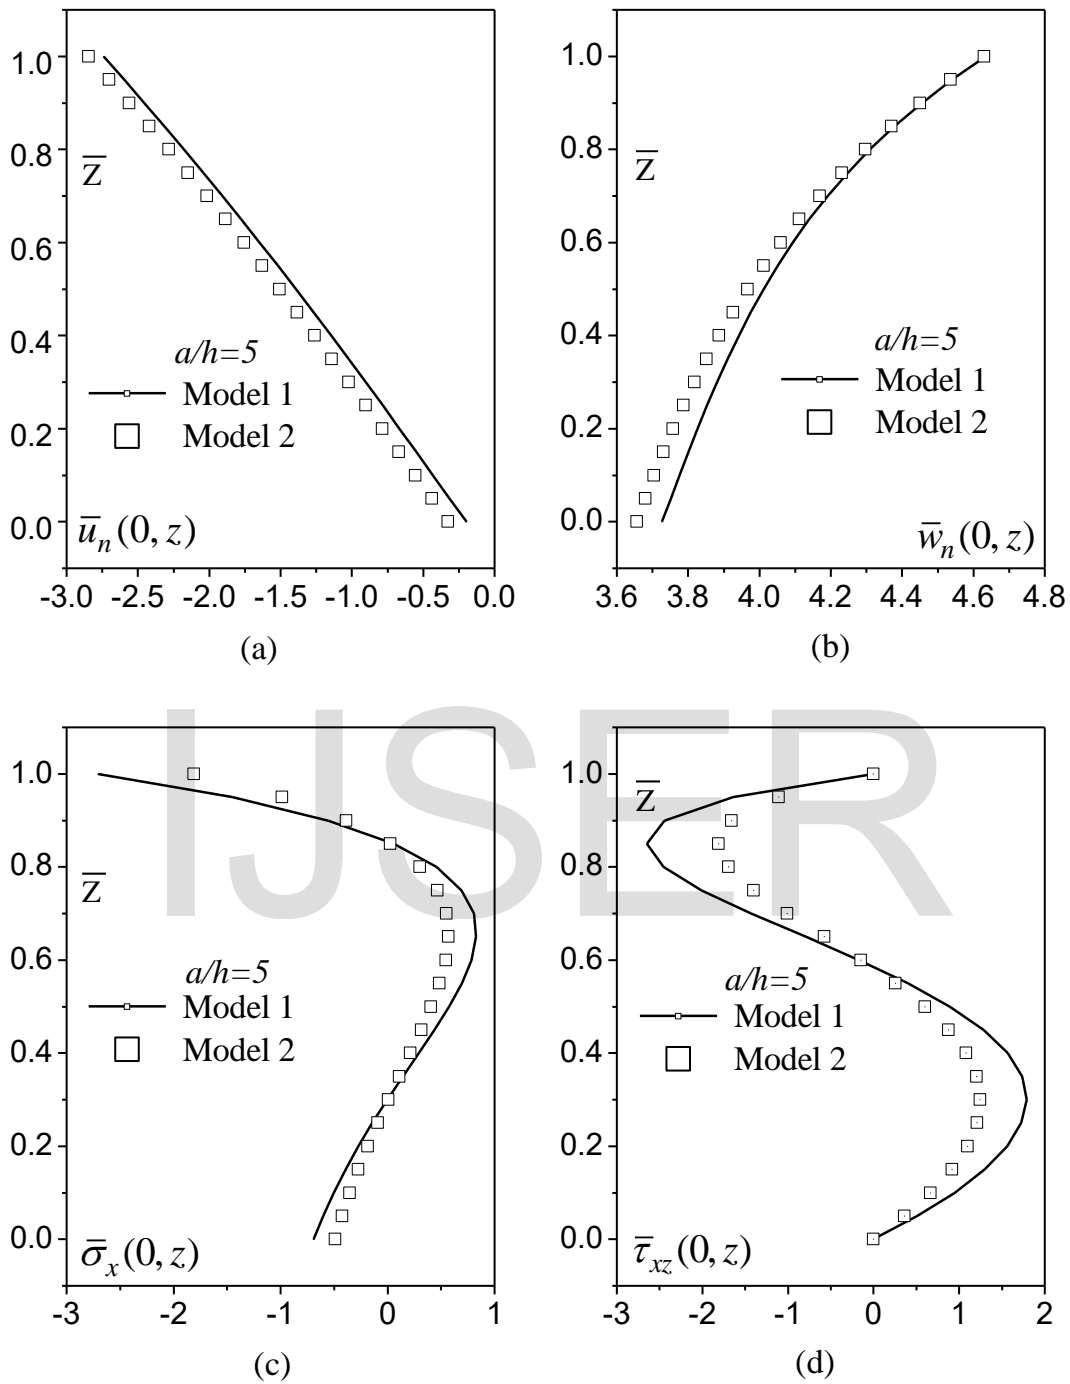 1.0
0.8
Z̅
0.6
0.4
a/h=5
Model 1
Model 2
0.2
0.0
u̅ₙ(0, z)
-3.0 -2.5 -2.0 -1.5 -1.0 -0.5 0.0
(a)
1.0
0.8
Z̅
0.6
0.4
a/h=5
Model 1
Model 2
0.2
0.0
w̅ₙ(0, z)
3.6 3.8 4.0 4.2 4.4 4.6 4.8
(b)
IJSER
1.0
0.8
Z̅
0.6
a/h=5
Model 1
Model 2
0.4
0.2
0.0
σ̅ₓ(0, z)
-3 -2 -1 0 1
(c)
1.0
Z̅
0.8
0.6
a/h=5
Model 1
Model 2
0.4
0.2
0.0
τ̅xz(0, z)
-3 -2 -1 0 1 2
(d)